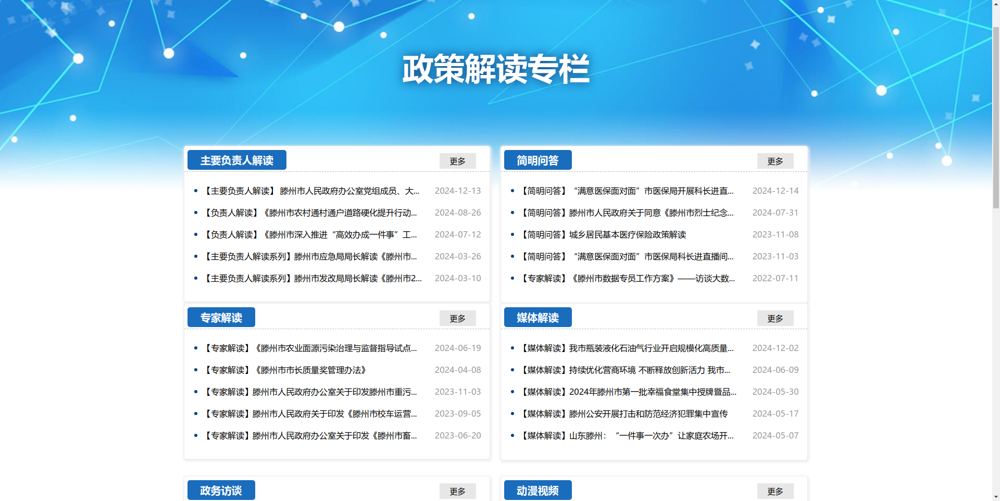 政策解读专栏
主要负责人解读
更多
【主要负责人解读】 滕州市人民政府办公室党组成员、大...
2024-12-13
【负责人解读】《滕州市农村通村通户道路硬化提升行动...
2024-08-26
【负责人解读】《滕州市深入推进“高效办成一件事”工...
2024-07-12
【主要负责人解读系列】滕州市应急局局长解读《滕州市...
2024-03-26
【主要负责人解读系列】滕州市发改局局长解读《滕州市2...
2024-03-10
简明问答
更多
【简明问答】“满意医保面对面”市医保局开展科长进直...
2024-12-14
【简明问答】滕州市人民政府关于同意《滕州市烈士纪念...
2024-07-31
【简明问答】城乡居民基本医疗保险政策解读
2023-11-08
【简明问答】“满意医保面对面”市医保局科长进直播间...
2023-11-03
【专家解读】《滕州市数据专员工作方案》——访谈大数...
2022-07-11
专家解读
更多
【专家解读】《滕州市农业面源污染治理与监督指导试点...
2024-06-19
【专家解读】《滕州市市长质量奖管理办法》
2024-04-08
【专家解读】滕州市人民政府办公室关于印发滕州市重污...
2023-11-03
【专家解读】滕州市人民政府关于印发《滕州市校车运营...
2023-09-05
【专家解读】滕州市人民政府办公室关于印发《滕州市畜...
2023-06-20
媒体解读
更多
【媒体解读】我市瓶装液化石油气行业开启规模化高质量...
2024-12-02
【媒体解读】持续优化营商环境 不断释放创新活力 我市...
2024-06-09
【媒体解读】2024年滕州市第一批幸福食堂集中授牌暨品...
2024-05-30
【媒体解读】滕州公安开展打击和防范经济犯罪集中宣传
2024-05-17
【媒体解读】山东滕州：“一件事一次办”让家庭农场开...
2024-05-07
政务访谈
更多
动漫视频
更多